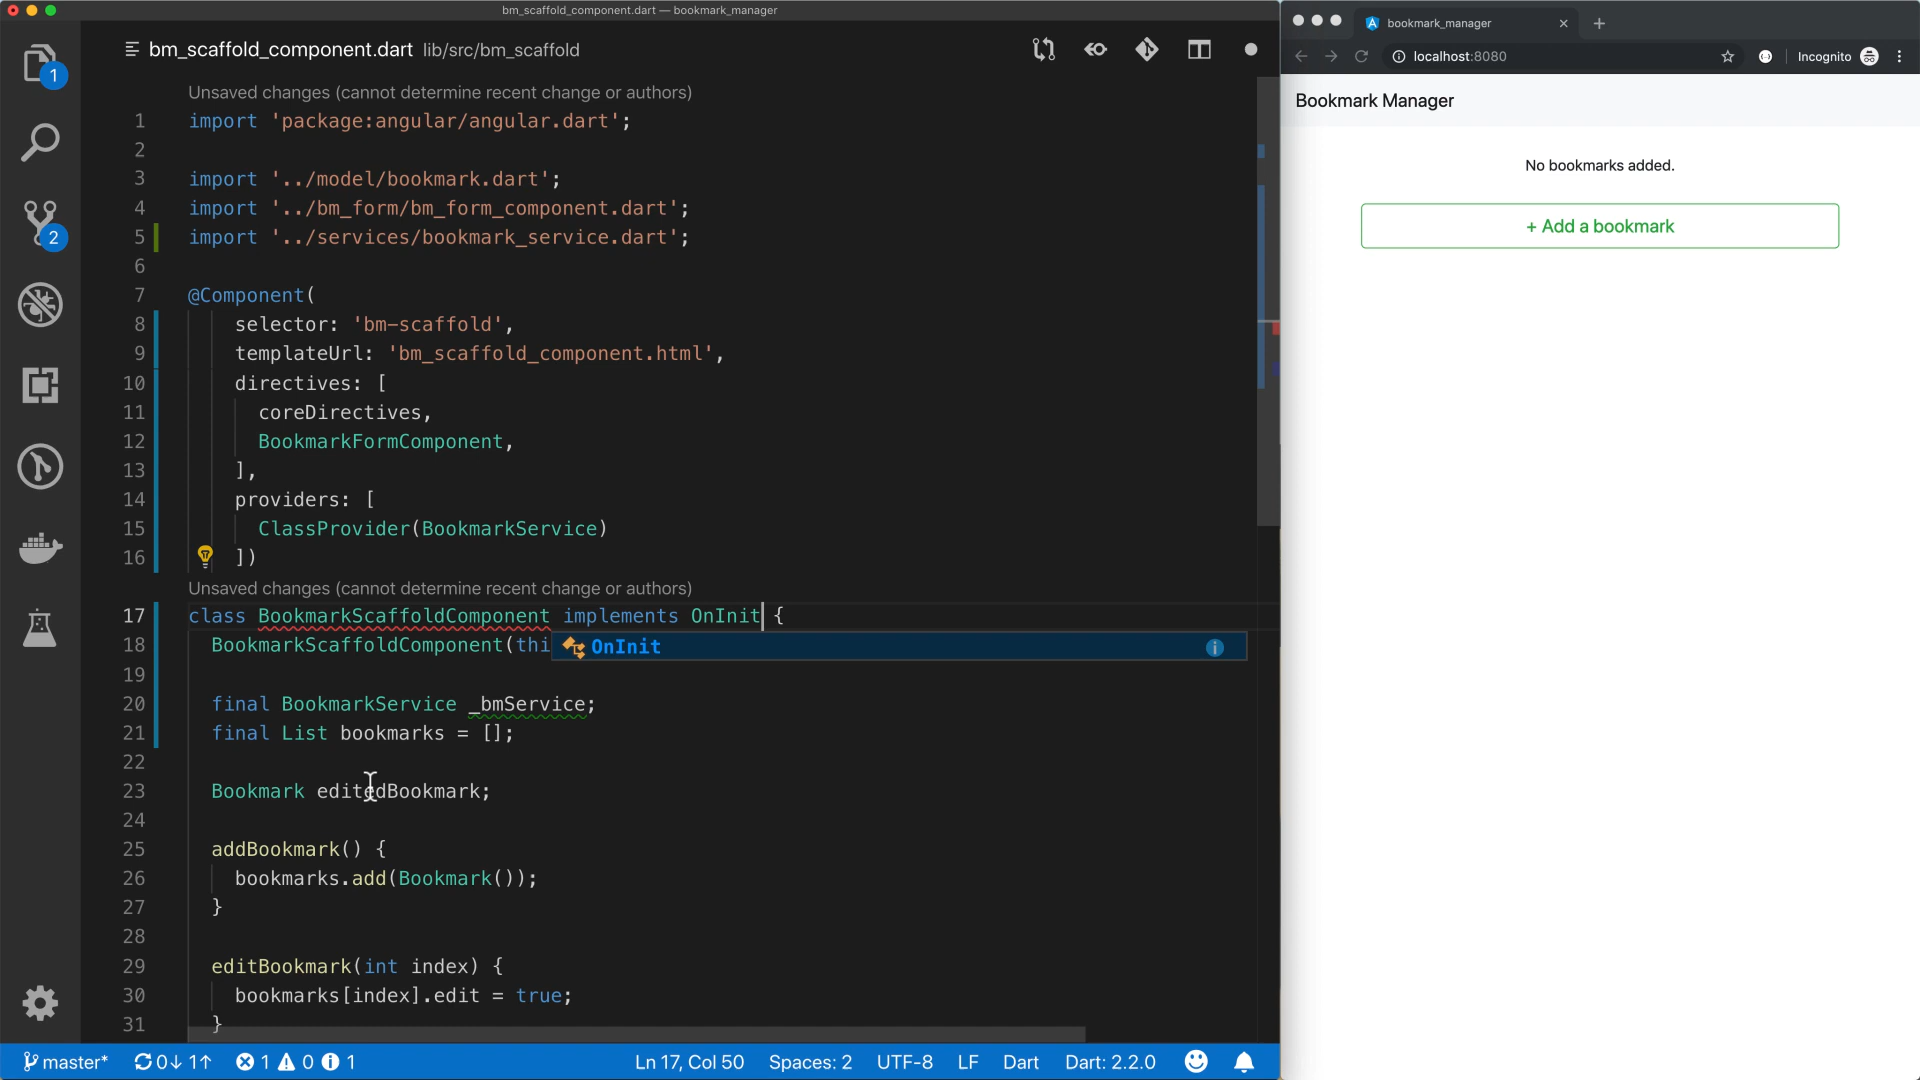 bm_scaffold_component.dart — bookmark_manager
bm_scaffold_component.dart lib/src/bm_scaffold
Unsaved changes (cannot determine recent change or authors)
1 import 'package:angular/angular.dart';
2
3 import '../model/bookmark.dart';
4 import '../bm_form/bm_form_component.dart';
5 import '../services/bookmark_service.dart';
6
7 @Component(
8 selector: 'bm-scaffold',
9 templateUrl: 'bm_scaffold_component.html',
10 directives: [
11 coreDirectives,
12 BookmarkFormComponent,
13 ],
14 providers: [
15 ClassProvider(BookmarkService)
16 ])
Unsaved changes (cannot determine recent change or authors)
17 class BookmarkScaffoldComponent implements OnInit {
18 BookmarkScaffoldComponent(thi
OnInit
19
20 final BookmarkService _bmService;
21 final List bookmarks = [];
22
23 Bookmark editedBookmark;
24
25 addBookmark() {
26 bookmarks.add(Bookmark());
27 }
28
29 editBookmark(int index) {
30 bookmarks[index].edit = true;
31 }
1
2
master* 0↓ 1↑ 1 0 1 Ln 17, Col 50 Spaces: 2 UTF-8 LF Dart Dart: 2.2.0
bookmark_manager
localhost:8080 Incognito
Bookmark Manager
No bookmarks added.
+ Add a bookmark